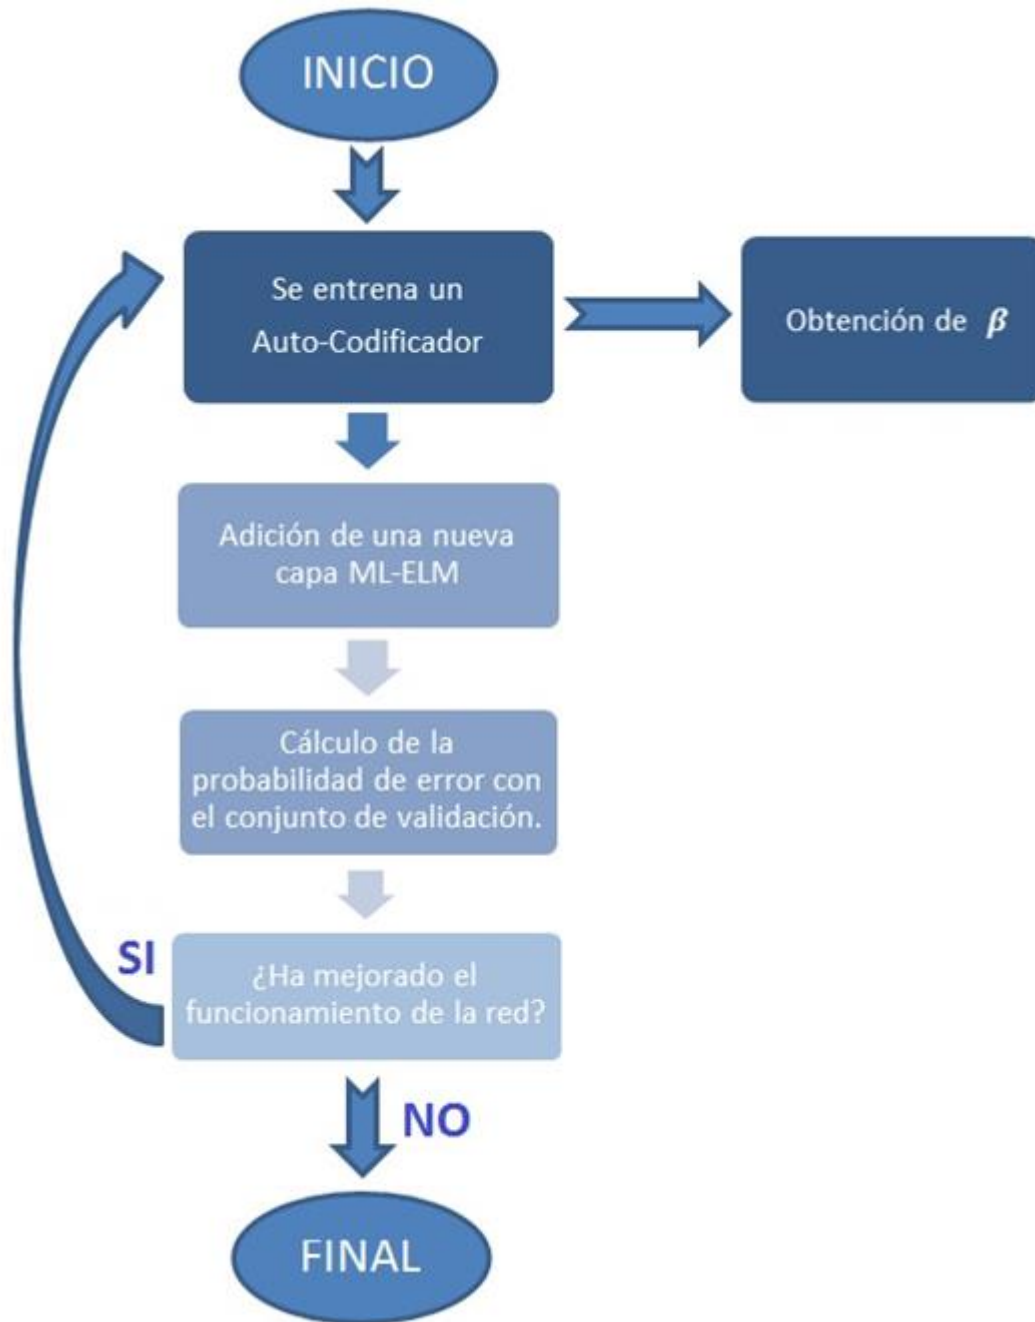 INICIO
Se entrena un
Auto-Codificador
Obtención de β
Adición de una nueva
capa ML-ELM
Cálculo de la
probabilidad de error con
el conjunto de validación.
SI
¿Ha mejorado el
funcionamiento de la red?
NO
FINAL